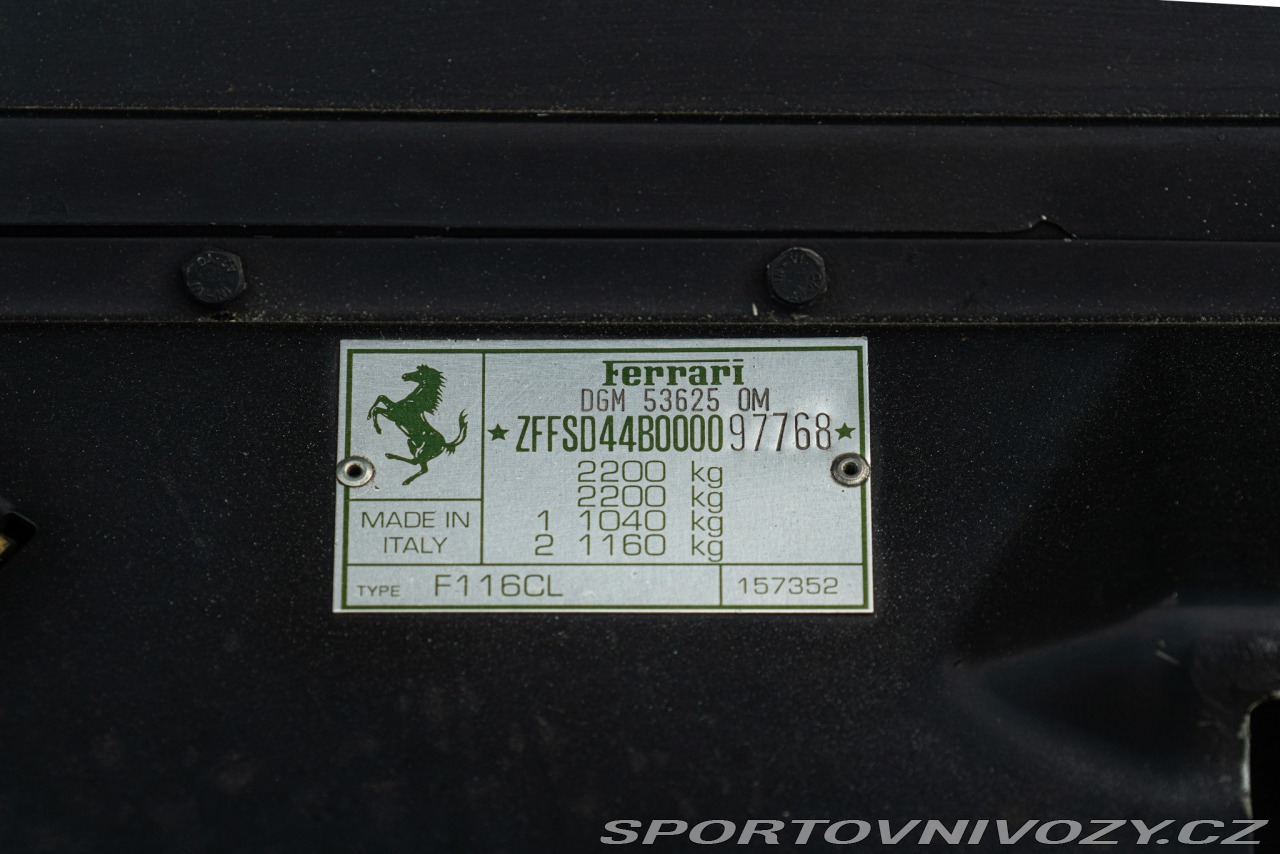 Ferrari
DGM 53625 OM
★ZFFSD44B000097768★
2200 kg
2200 kg
1 1040 kg
2 1160 kg
MADE IN
ITALY
TYPE F116CL
157352
SPORTOVNIVOZY.CZ